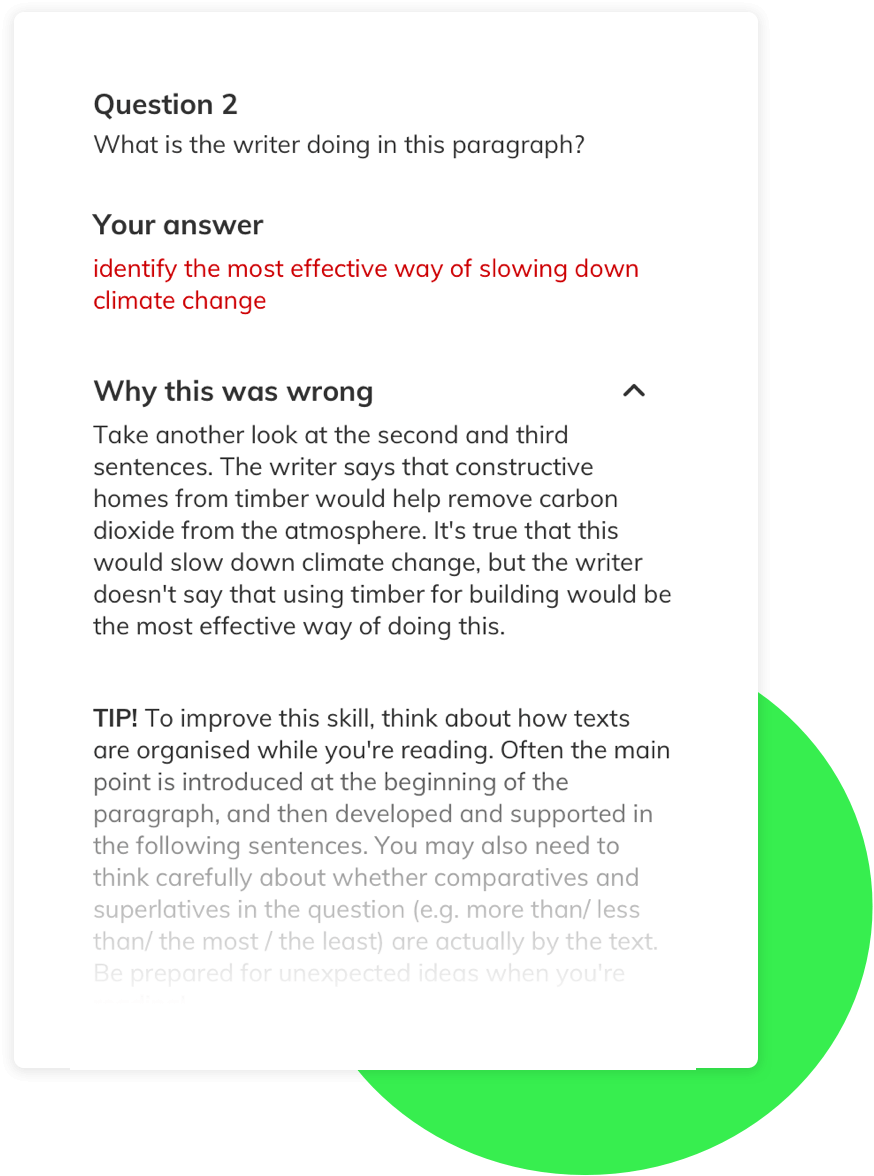 Question 2
What is the writer doing in this paragraph?
Your answer
identify the most effective way of slowing down
climate change
Why this was wrong
Take another look at the second and third
sentences. The writer says that constructive
homes from timber would help remove carbon
dioxide from the atmosphere. It's true that this
would slow down climate change, but the writer
doesn't say that using timber for building would be
the most effective way of doing this.
TIP! To improve this skill, think about how texts
are organised while you're reading. Often the main
point is introduced at the beginning of the
paragraph, and then developed and supported in
the following sentences. You may also need to
think carefully about whether comparatives and
superlatives in the question (e.g. more than/ less
than/ the most / the least) are actually by the text.
Be prepared for unexpected ideas when you're